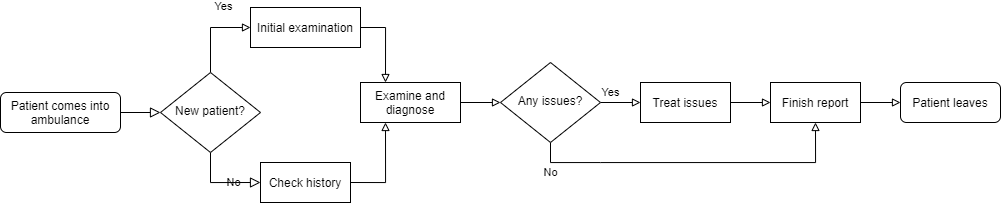 Yes
Initial examination
Patient comes into
ambulance
New patient?
No
Check history
Examine and
diagnose
Any issues?
Yes
No
Treat issues
Finish report
Patient leaves